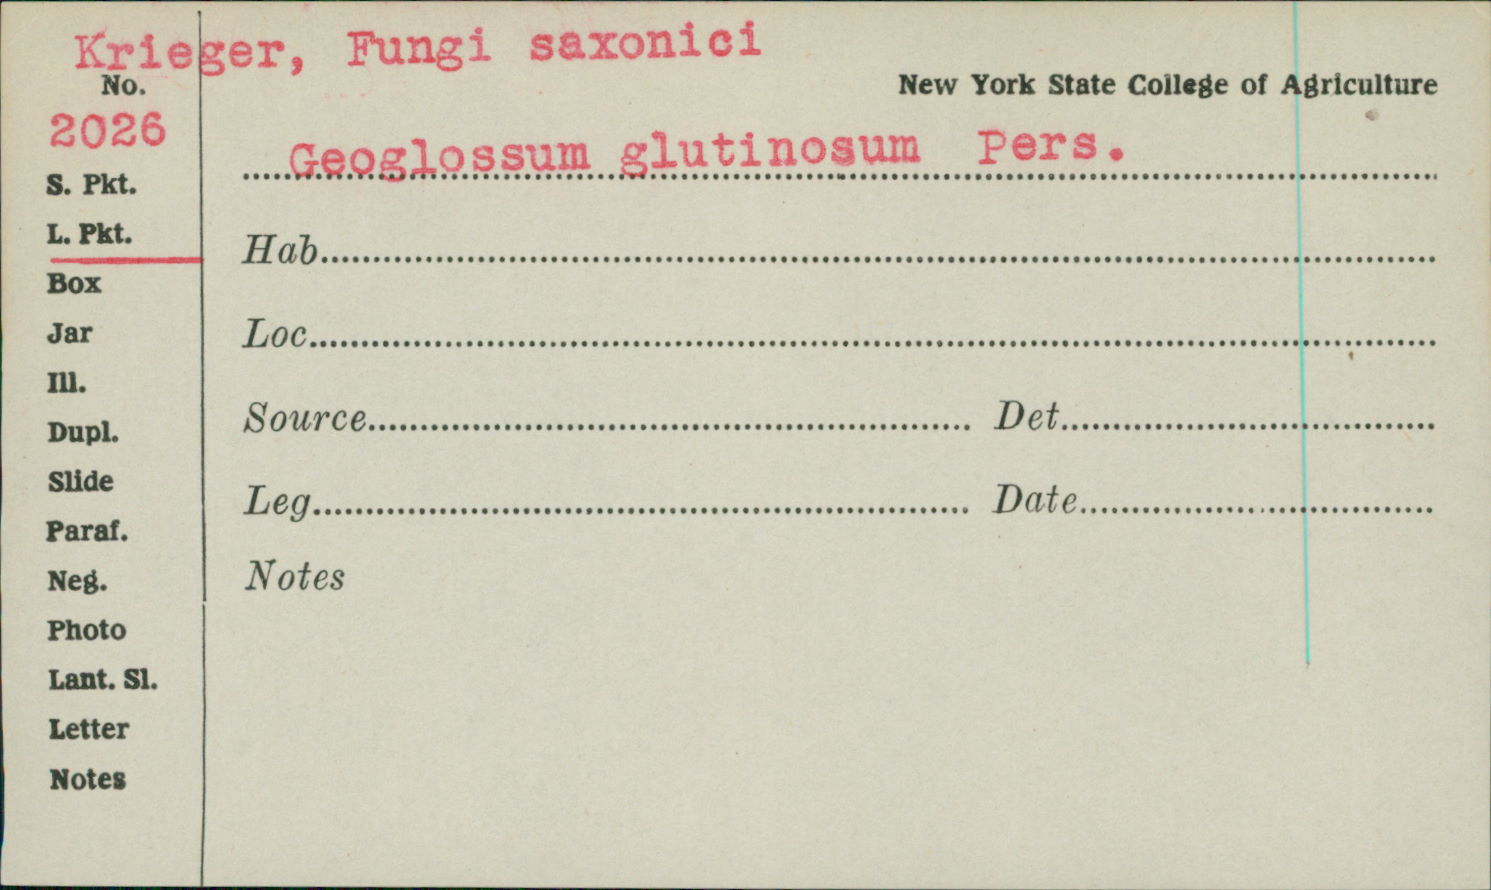 Krieger, Fungi saxonici
No.
New York State College of Agriculture
2026
Geoglossum glutinosum Pers.
S. Pkt.
L. Pkt.
Hab
Box
Loc
Jar
Ill.
Source Det
Dupl.
Slide
Leg Date
Paraf.
Notes
Neg.
Photo
Lant. Sl.
Letter
Notes